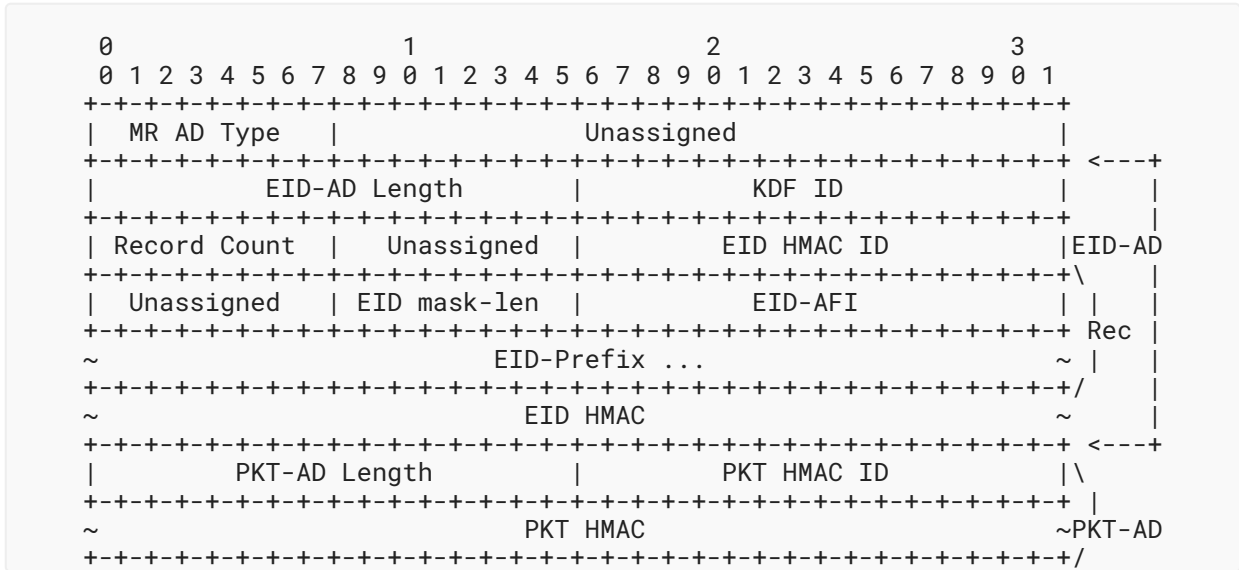 0                   1                   2                   3
 0 1 2 3 4 5 6 7 8 9 0 1 2 3 4 5 6 7 8 9 0 1 2 3 4 5 6 7 8 9 0 1
+-+-+-+-+-+-+-+-+-+-+-+-+-+-+-+-+-+-+-+-+-+-+-+-+-+-+-+-+-+-+-+-+
|  MR AD Type   |                Unassigned                     |
+-+-+-+-+-+-+-+-+-+-+-+-+-+-+-+-+-+-+-+-+-+-+-+-+-+-+-+-+-+-+-+-+ <---+
|           EID-AD Length       |           KDF ID              |     |
+-+-+-+-+-+-+-+-+-+-+-+-+-+-+-+-+-+-+-+-+-+-+-+-+-+-+-+-+-+-+-+-+     |
| Record Count  |   Unassigned  |         EID HMAC ID           |EID-AD
+-+-+-+-+-+-+-+-+-+-+-+-+-+-+-+-+-+-+-+-+-+-+-+-+-+-+-+-+-+-+-+-+\    |
|  Unassigned   | EID mask-len  |           EID-AFI             | |   |
+-+-+-+-+-+-+-+-+-+-+-+-+-+-+-+-+-+-+-+-+-+-+-+-+-+-+-+-+-+-+-+-+ Rec |
~                          EID-Prefix ...                       ~ |   |
+-+-+-+-+-+-+-+-+-+-+-+-+-+-+-+-+-+-+-+-+-+-+-+-+-+-+-+-+-+-+-+-+/    |
~                            EID HMAC                           ~     |
+-+-+-+-+-+-+-+-+-+-+-+-+-+-+-+-+-+-+-+-+-+-+-+-+-+-+-+-+-+-+-+-+ <---+
|         PKT-AD Length         |         PKT HMAC ID           |\
+-+-+-+-+-+-+-+-+-+-+-+-+-+-+-+-+-+-+-+-+-+-+-+-+-+-+-+-+-+-+-+-+ |
~                            PKT HMAC                           ~PKT-AD
+-+-+-+-+-+-+-+-+-+-+-+-+-+-+-+-+-+-+-+-+-+-+-+-+-+-+-+-+-+-+-+-+/